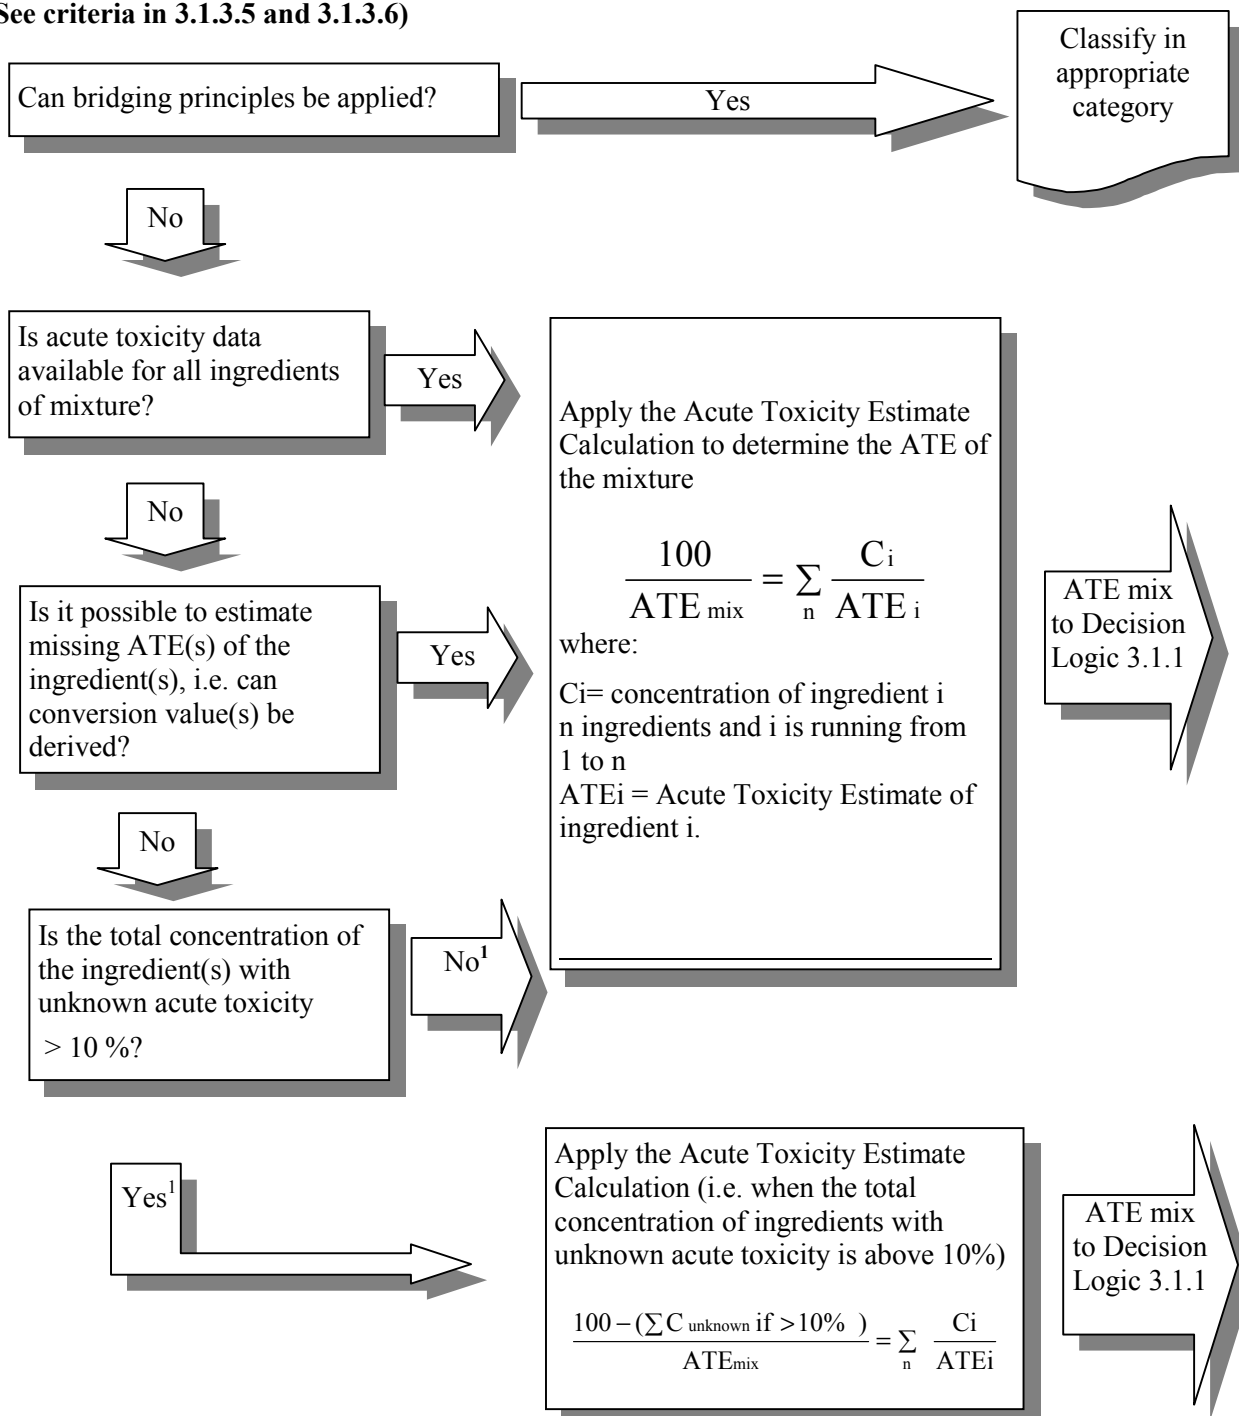 See criteria in 3.1.3.5 and 3.1.3.6)
Can bridging principles be applied?
Yes
Classify in
appropriate
category
No
Is acute toxicity data
available for all ingredients
of mixture?
Yes
Apply the Acute Toxicity Estimate
Calculation to determine the ATE of
the mixture
100 / ATE mix = ∑ n C i / ATE i
where:
Ci= concentration of ingredient i
n ingredients and i is running from
1 to n
ATEi = Acute Toxicity Estimate of
ingredient i.
ATE mix
to Decision
Logic 3.1.1
No
Is it possible to estimate
missing ATE(s) of the
ingredient(s), i.e. can
conversion value(s) be
derived?
Yes
No
Is the total concentration of
the ingredient(s) with
unknown acute toxicity
> 10 %?
No¹
Yes¹
Apply the Acute Toxicity Estimate
Calculation (i.e. when the total
concentration of ingredients with
unknown acute toxicity is above 10%)
100 – (∑C unknown if >10% ) / ATEmix = ∑ n Ci / ATEi
ATE mix
to Decision
Logic 3.1.1